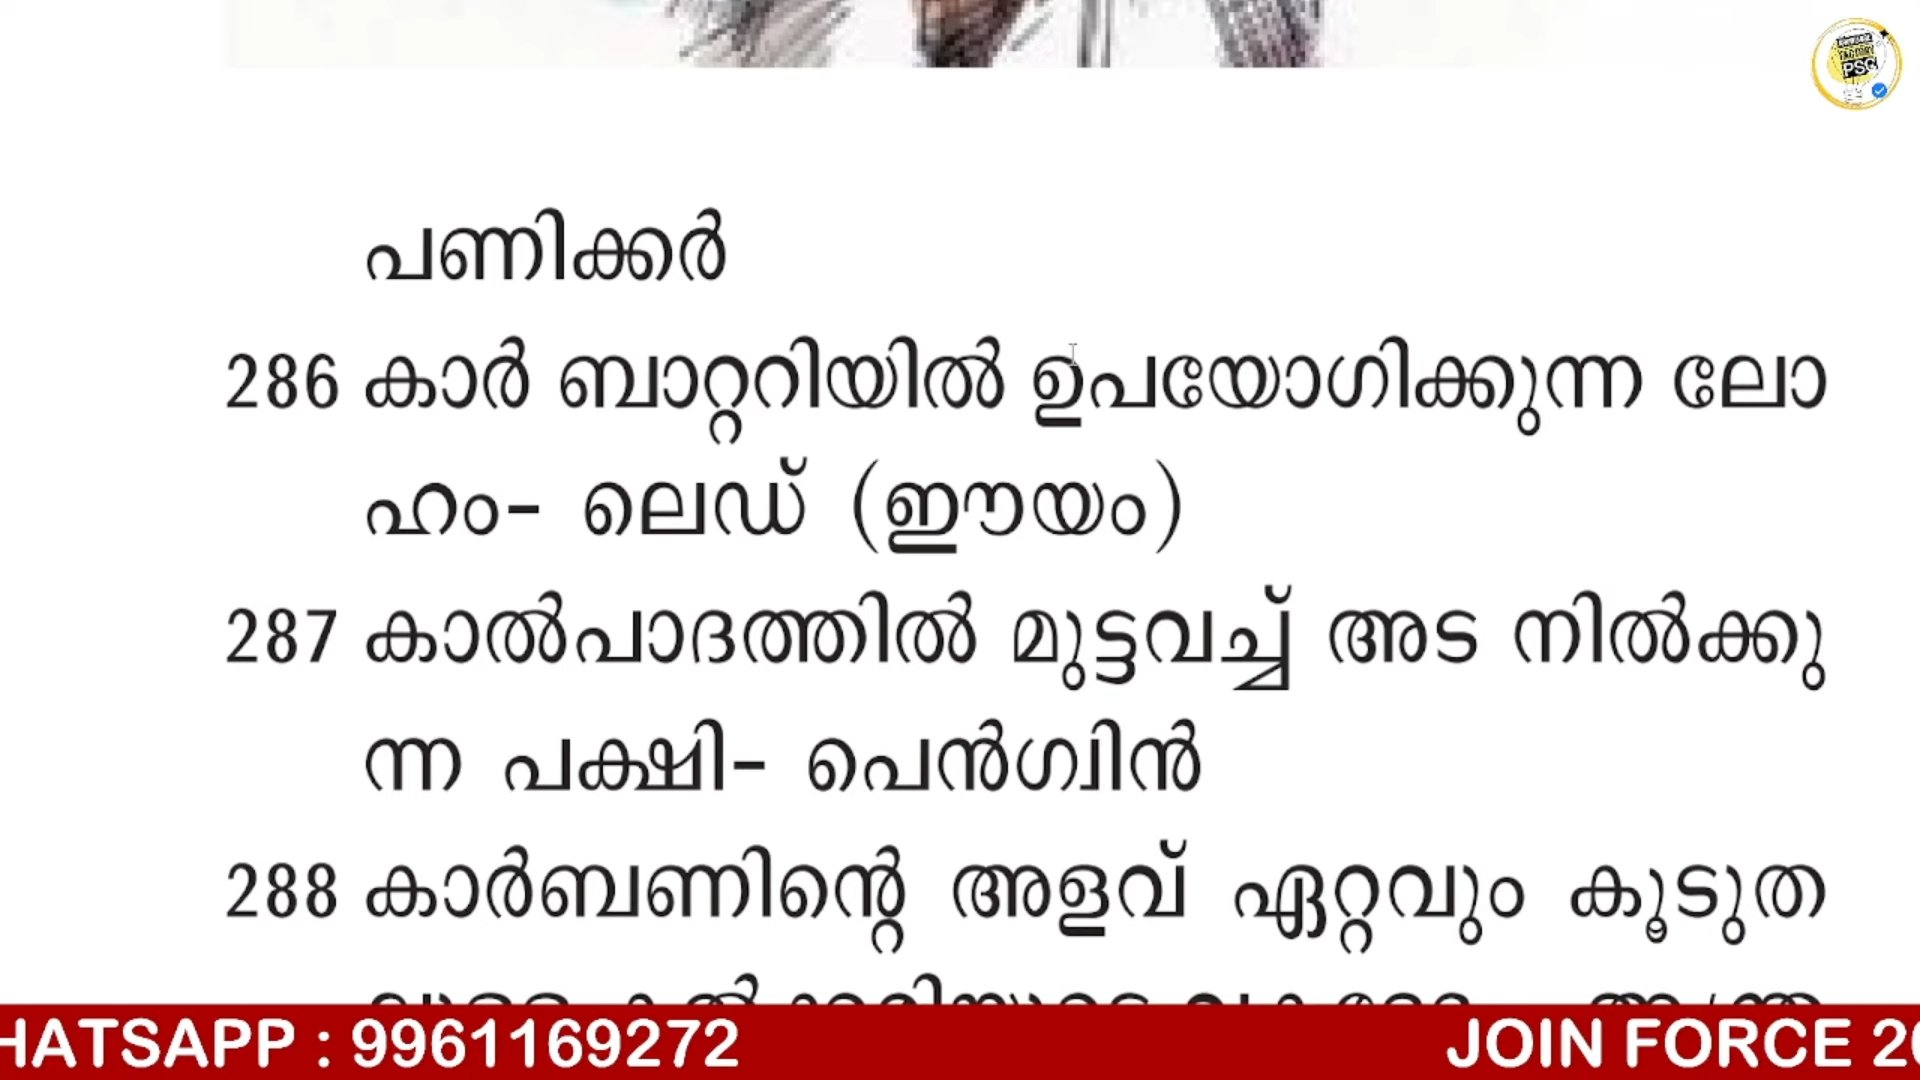 പണിക്കർ
286 കാർ ബാറ്ററിയിൽ ഉപയോഗിക്കുന്ന ലോ
ഹം- ലെഡ് (ഈയം)
287 കാൽപാദത്തിൽ മുട്ടവച്ച് അട നിൽക്കു
ന്ന പക്ഷി- പെൻഗ്വിൻ
288 കാർബണിന്റെ അളവ് ഏറ്റവും കൂടുത
HATSAPP : 9961169272
JOIN FORCE
PSC